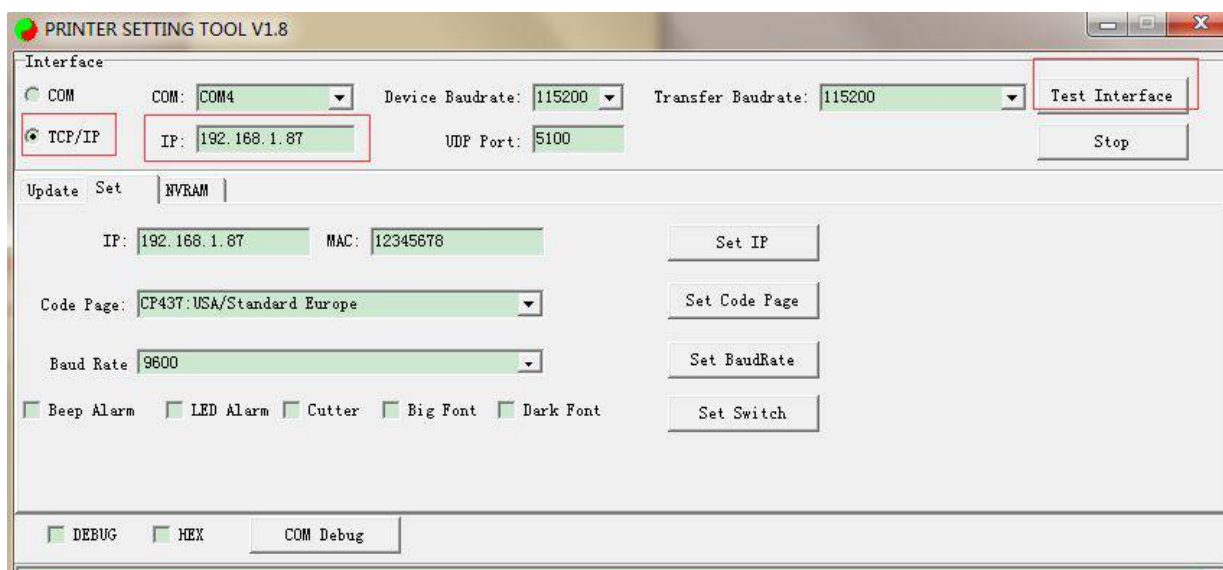 PRINTER SETTING TOOL V1.8
Interface
COM COM: COM4 Device Baudrate: 115200 Transfer Baudrate: 115200 Test Interface
TCP/IP IP: 192.168.1.87 UDP Port: 5100 Stop
Update Set NVRAM
IP: 192.168.1.87 MAC: 12345678 Set IP
Code Page: CP437:USA/Standard Europe Set Code Page
Baud Rate 9600 Set BaudRate
Beep Alarm LED Alarm Cutter Big Font Dark Font Set Switch
DEBUG HEX COM Debug